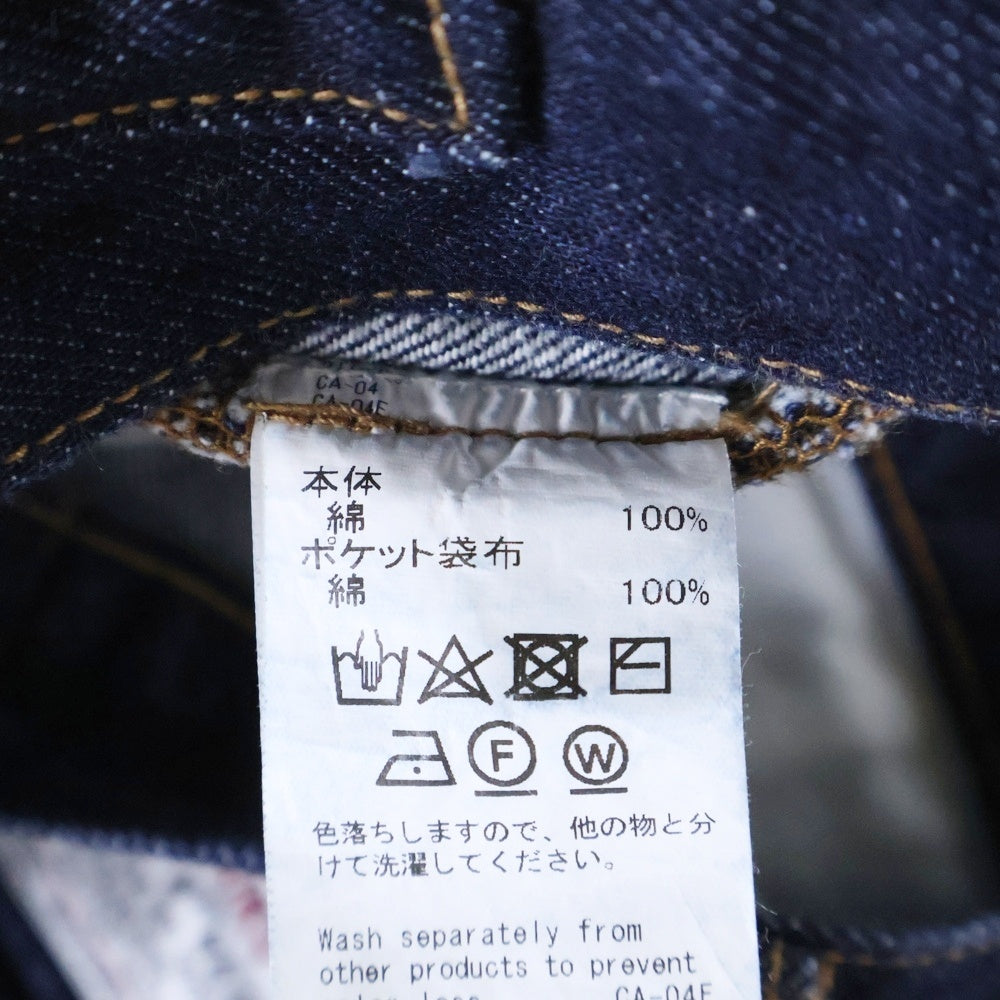 CA-04
CA-04F
本体
綿 100%
ポケット袋布
綿 100%
F W
色落ちしますので、他の物と分
けて洗濯してください。
Wash separately from
other products to prevent
CA-04F